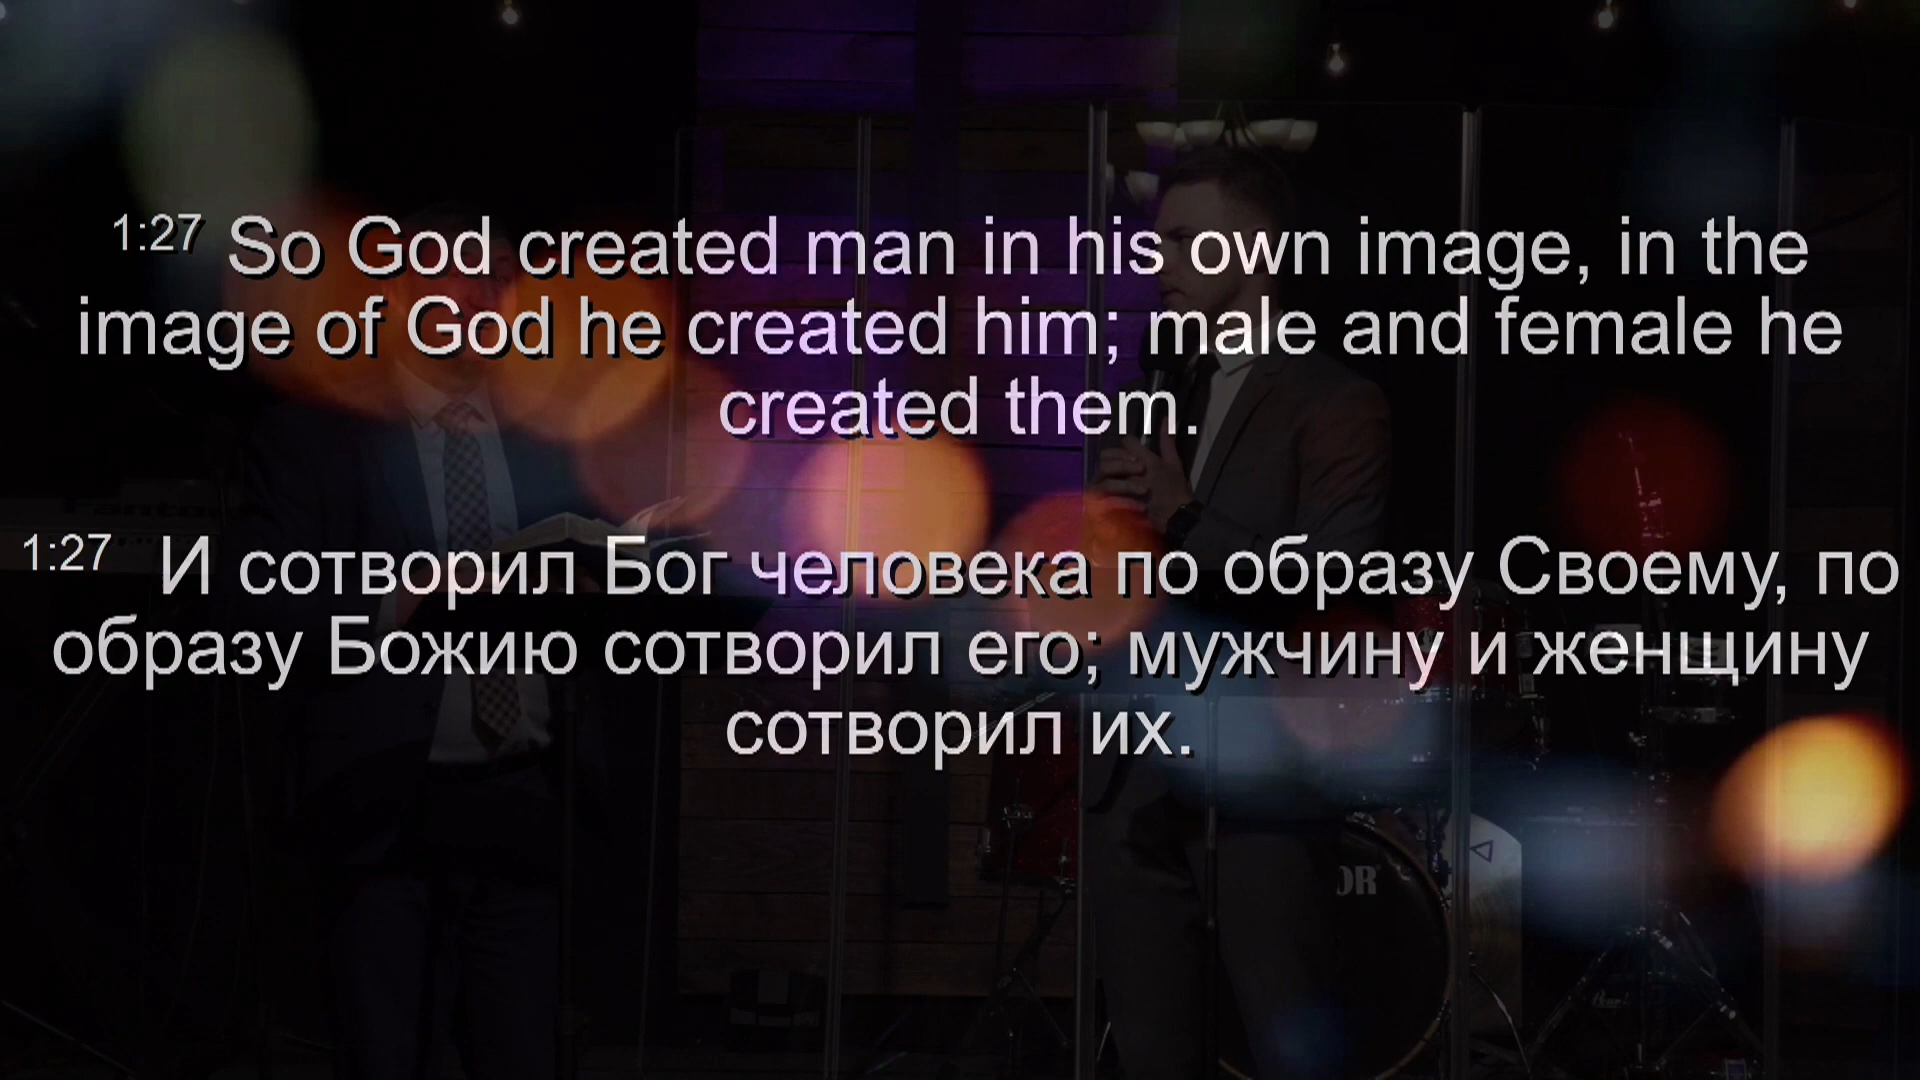 1:27 So God created man in his own image, in the
image of God he created him; male and female he
created them.
1:27 И сотворил Бог человека по образу Своему, по
образу Божию сотворил его; мужчину и женщину
сотворил их.
OR